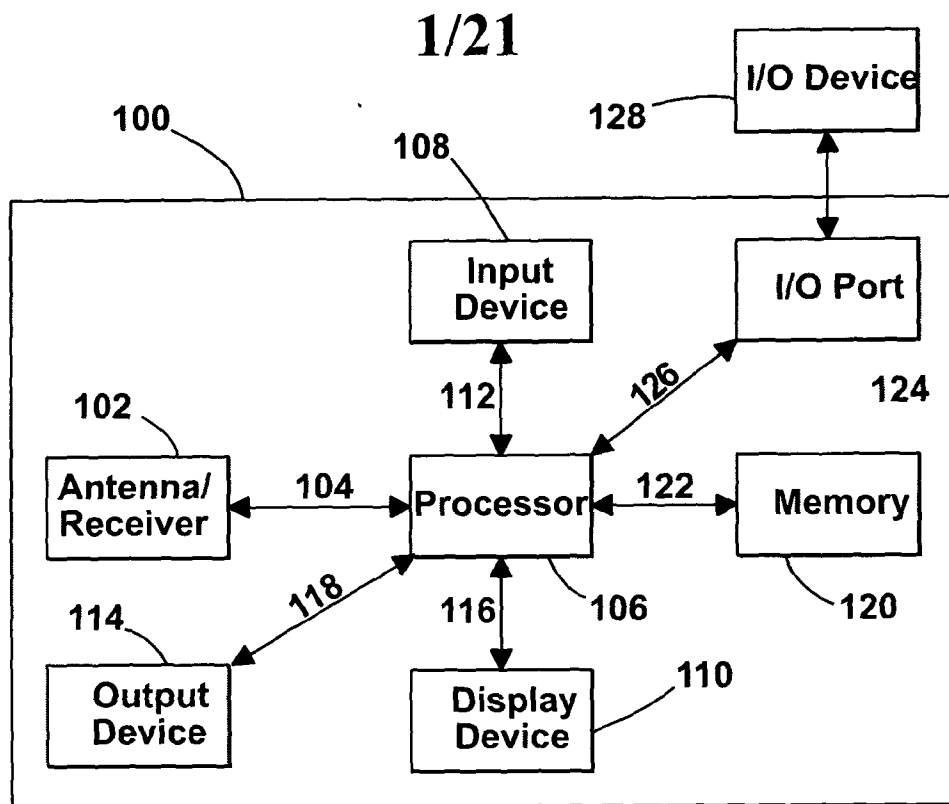 1/21
I/O Device
128
100
108
Input
Device
I/O Port
112
126
124
102
Antenna/
Receiver
104
Processor
122
Memory
118
116
106
120
114
Output
Device
Display
Device
110